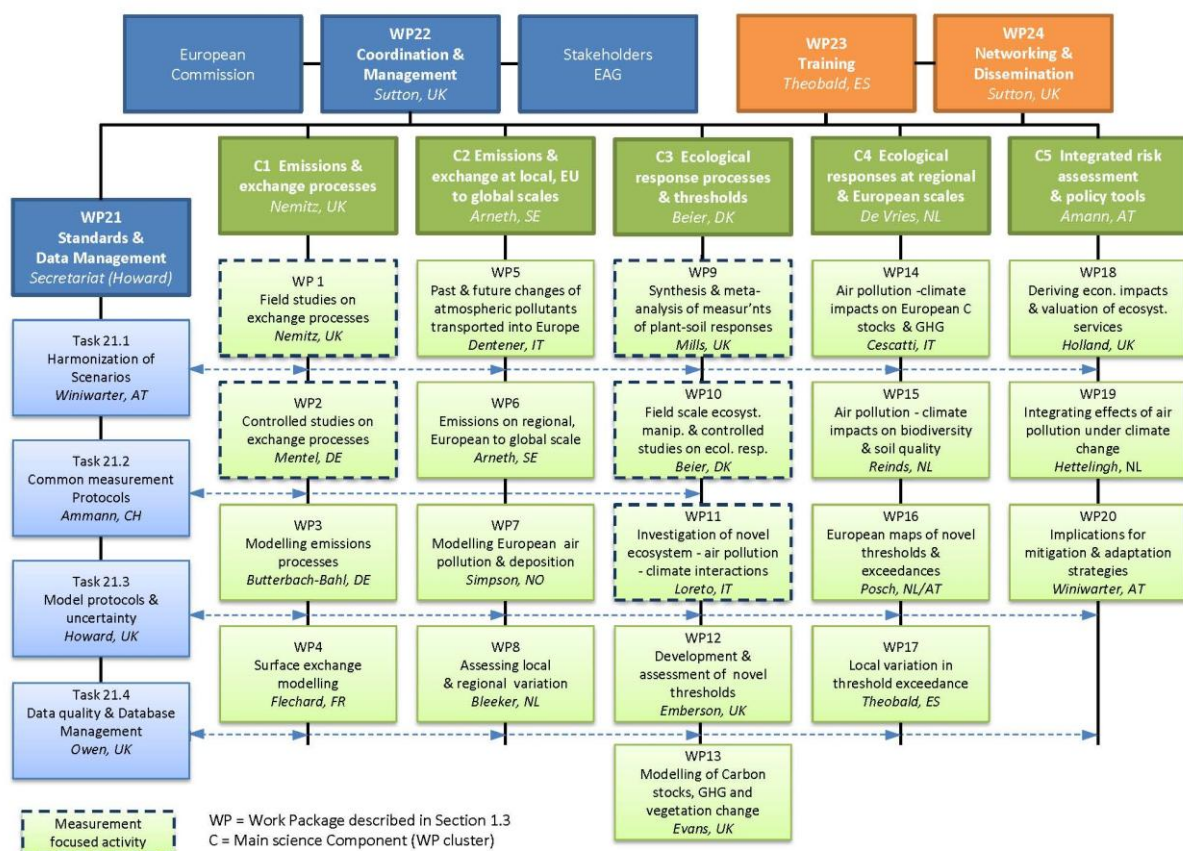 European
Commission
WP22
Coordination &
Management
Sutton, UK
Stakeholders
EAG
WP23
Training
Theobald, ES
WP24
Networking &
Dissemination
Sutton, UK
WP21
Standards &
Data Management
Secretariat (Howard)
Task 21.1
Harmonization of
Scenarios
Winiwarter, AT
Task 21.2
Common measurement
Protocols
Ammann, CH
Task 21.3
Model protocols &
uncertainty
Howard, UK
Task 21.4
Data quality & Database
Management
Owen, UK
C1 Emissions &
exchange processes
Nemitz, UK
WP 1
Field studies on
exchange processes
Nemitz, UK
WP2
Controlled studies on
exchange processes
Mentel, DE
WP3
Modelling emissions
processes
Butterbach-Bahl, DE
WP4
Surface exchange
modelling
Flechard, FR
C2 Emissions &
exchange at local, EU
to global scales
Arneth, SE
WP5
Past & future changes of
atmospheric pollutants
transported into Europe
Dentener, IT
WP6
Emissions on regional,
European to global scale
Arneth, SE
WP7
Modelling European air
pollution & deposition
Simpson, NO
WP8
Assessing local
& regional variation
Bleeker, NL
C3 Ecological
response processes
& thresholds
Beier, DK
WP9
Synthesis & meta-
analysis of measur'nts
of plant-soil responses
Mills, UK
WP10
Field scale ecosyst.
manip. & controlled
studies on ecol. resp.
Beier, DK
WP11
Investigation of novel
ecosystem - air pollution
- climate interactions
Loreto, IT
WP12
Development &
assessment of novel
thresholds
Emberson, UK
WP13
Modelling of Carbon
stocks, GHG and
vegetation change
Evans, UK
C4 Ecological
responses at regional
& European scales
De Vries, NL
WP14
Air pollution -climate
impacts on European C
stocks & GHG
Cescatti, IT
WP15
Air pollution - climate
impacts on biodiversity
& soil quality
Reinds, NL
WP16
European maps of novel
thresholds &
exceedances
Posch, NL/AT
WP17
Local variation in
threshold exceedance
Theobald, ES
C5 Integrated risk
assessment
& policy tools
Amann, AT
WP18
Deriving econ. impacts
& valuation of ecosyst.
services
Holland, UK
WP19
Integrating effects of air
pollution under climate
change
Hettelingh, NL
WP20
Implications for
mitigation & adaptation
strategies
Winiwarter, AT
Measurement
focused activity
WP = Work Package described in Section 1.3
C = Main science Component (WP cluster)